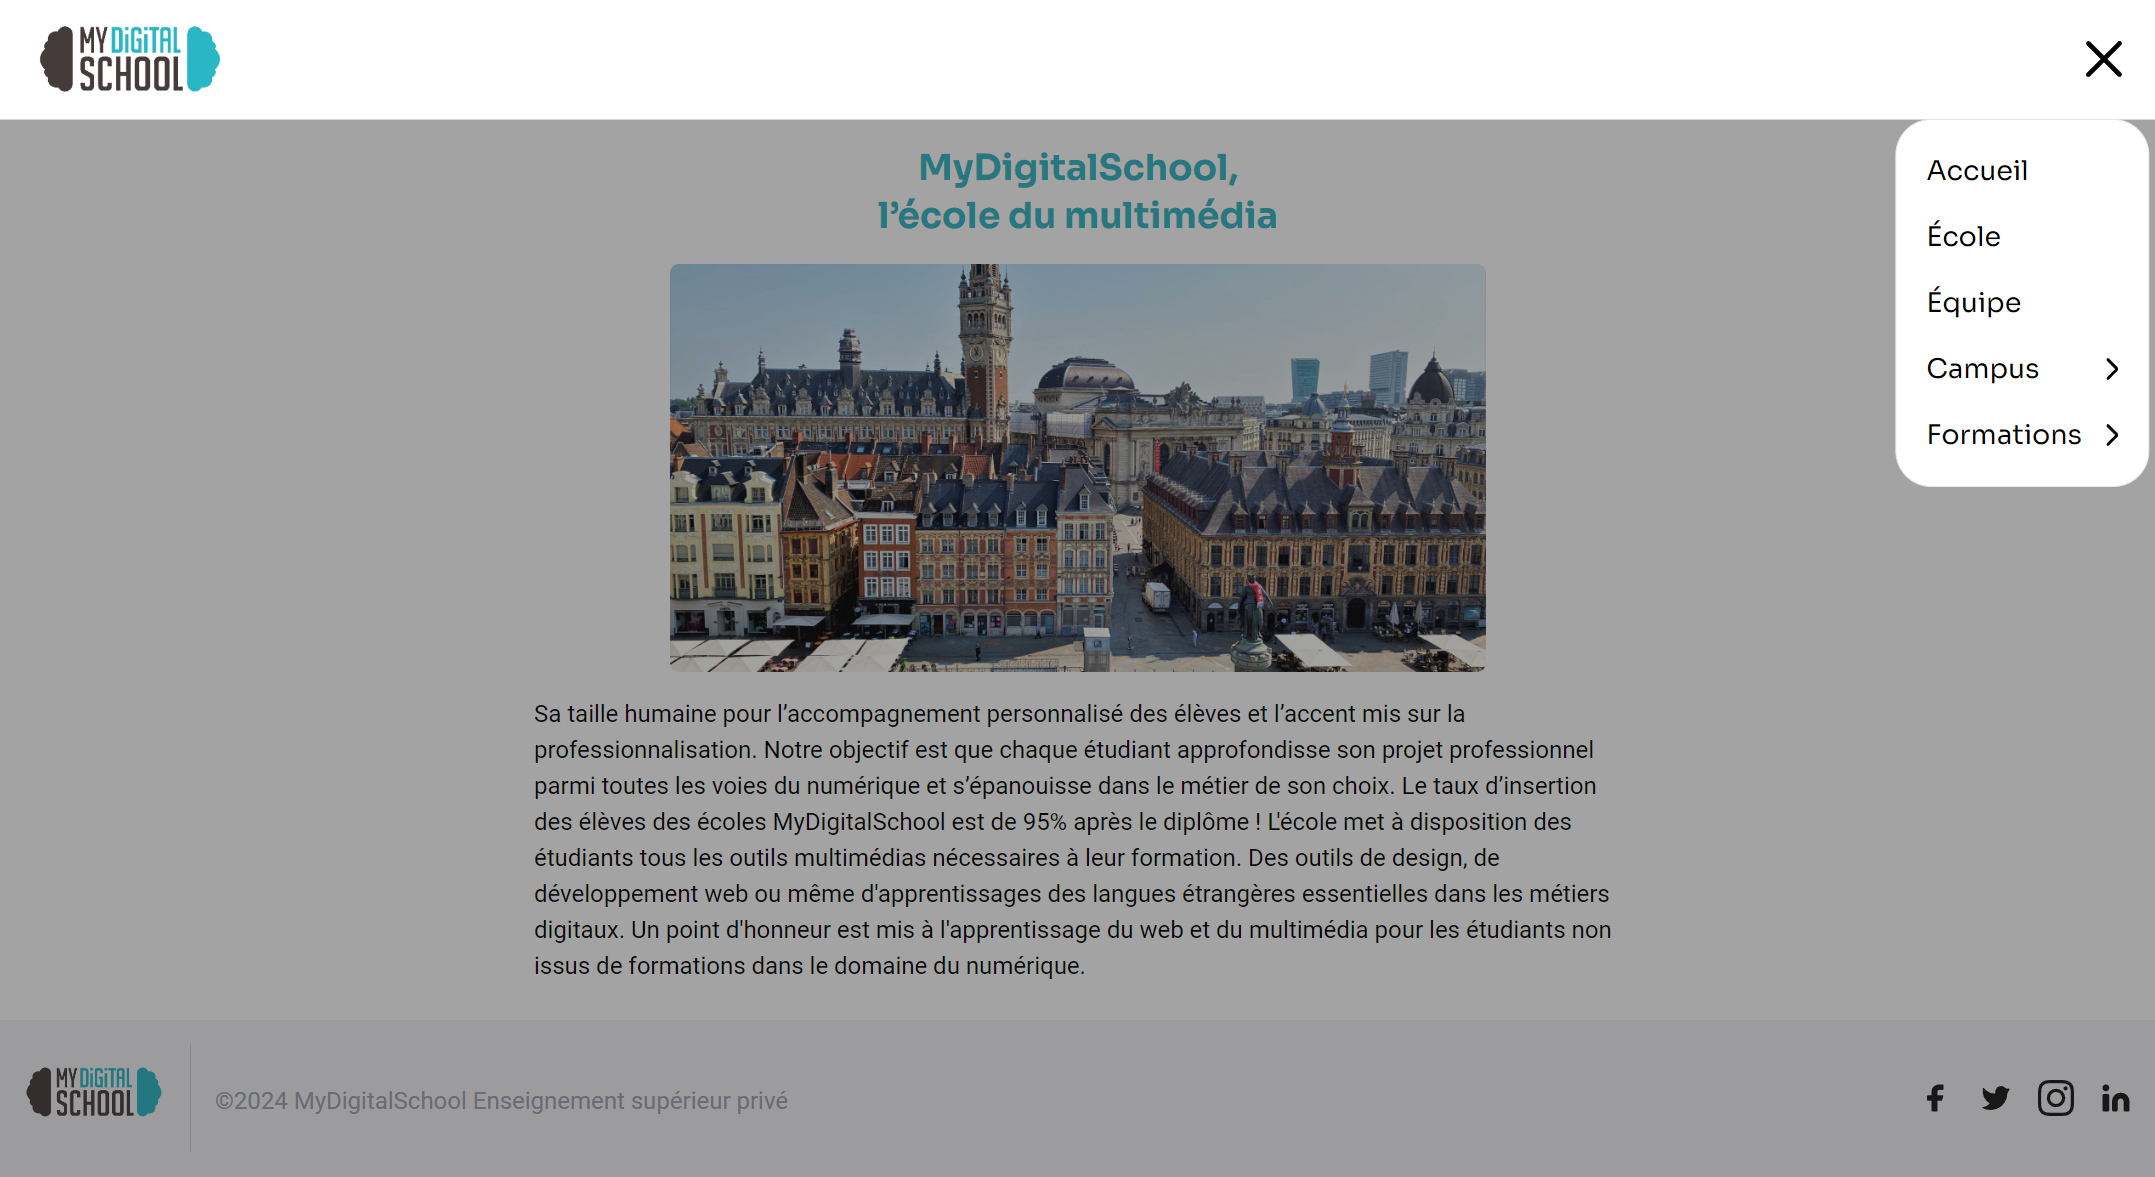 MY DiGiTAL
SCHOOL
Accueil
École
Équipe
Campus
Formations
MyDigitalSchool,
l’école du multimédia
Sa taille humaine pour l’accompagnement personnalisé des élèves et l’accent mis sur la
professionnalisation. Notre objectif est que chaque étudiant approfondisse son projet professionnel
parmi toutes les voies du numérique et s’épanouisse dans le métier de son choix. Le taux d’insertion
des élèves des écoles MyDigitalSchool est de 95% après le diplôme ! L'école met à disposition des
étudiants tous les outils multimédias nécessaires à leur formation. Des outils de design, de
développement web ou même d'apprentissages des langues étrangères essentielles dans les métiers
digitaux. Un point d'honneur est mis à l'apprentissage du web et du multimédia pour les étudiants non
issus de formations dans le domaine du numérique.
MY DiGiTAL
SCHOOL
©2024 MyDigitalSchool Enseignement supérieur privé